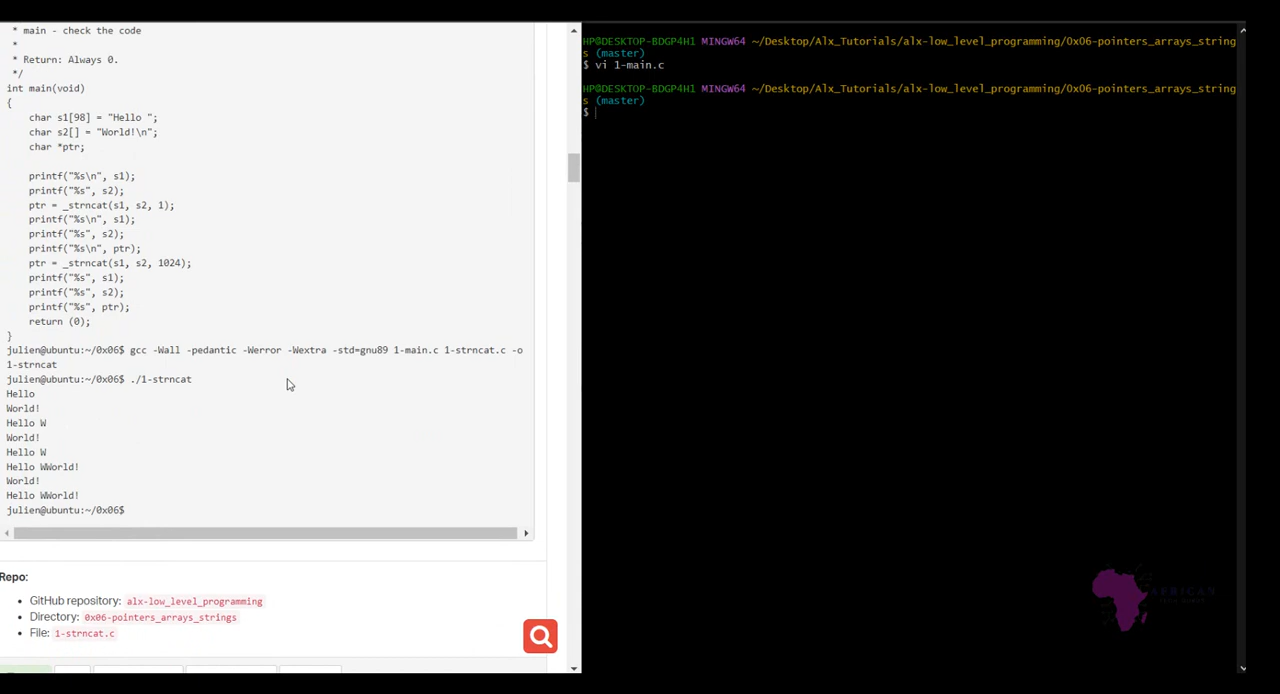 * main - check the code
*
* Return: Always 0.
*/
int main(void)
{
char s1[98] = "Hello ";
char s2[] = "World!\n";
char *ptr;
printf("%s\n", s1);
printf("%s", s2);
ptr = _strncat(s1, s2, 1);
printf("%s\n", s1);
printf("%s", s2);
printf("%s\n", ptr);
ptr = _strncat(s1, s2, 1024);
printf("%s", s1);
printf("%s", s2);
printf("%s", ptr);
return (0);
}
julien@ubuntu:~/0x06$ gcc -Wall -pedantic -Werror -Wextra -std=gnu89 1-main.c 1-strncat.c -o
1-strncat
julien@ubuntu:~/0x06$ ./1-strncat
Hello
World!
Hello W
World!
Hello W
Hello WWorld!
World!
Hello WWorld!
julien@ubuntu:~/0x06$
Repo:
• GitHub repository: alx-low_level_programming
• Directory: 0x06-pointers_arrays_strings
• File: 1-strncat.c
HP@DESKTOP-BDGP4H1 MINGW64 ~/Desktop/Alx_Tutorials/alx-low_level_programming/0x06-pointers_arrays_string
s (master)
$ vi 1-main.c
HP@DESKTOP-BDGP4H1 MINGW64 ~/Desktop/Alx_Tutorials/alx-low_level_programming/0x06-pointers_arrays_string
s (master)
$